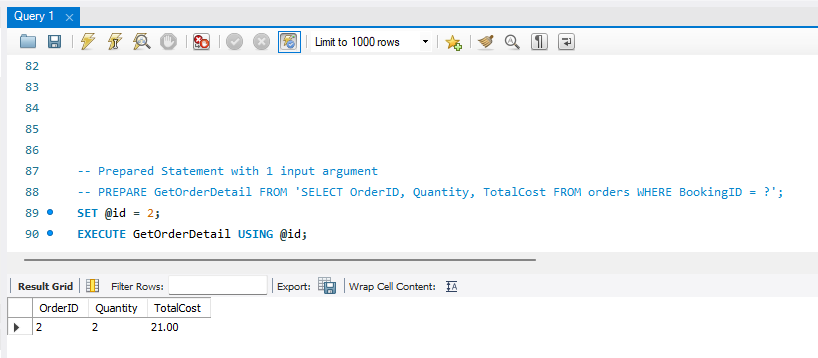 Query 1
Limit to 1000 rows
82
83
84
85
86
87 -- Prepared Statement with 1 input argument
88 -- PREPARE GetOrderDetail FROM 'SELECT OrderID, Quantity, TotalCost FROM orders WHERE BookingID = ?';
89 SET @id = 2;
90 EXECUTE GetOrderDetail USING @id;
Result Grid Filter Rows: Export: Wrap Cell Content:
OrderID Quantity TotalCost
2 2 21.00